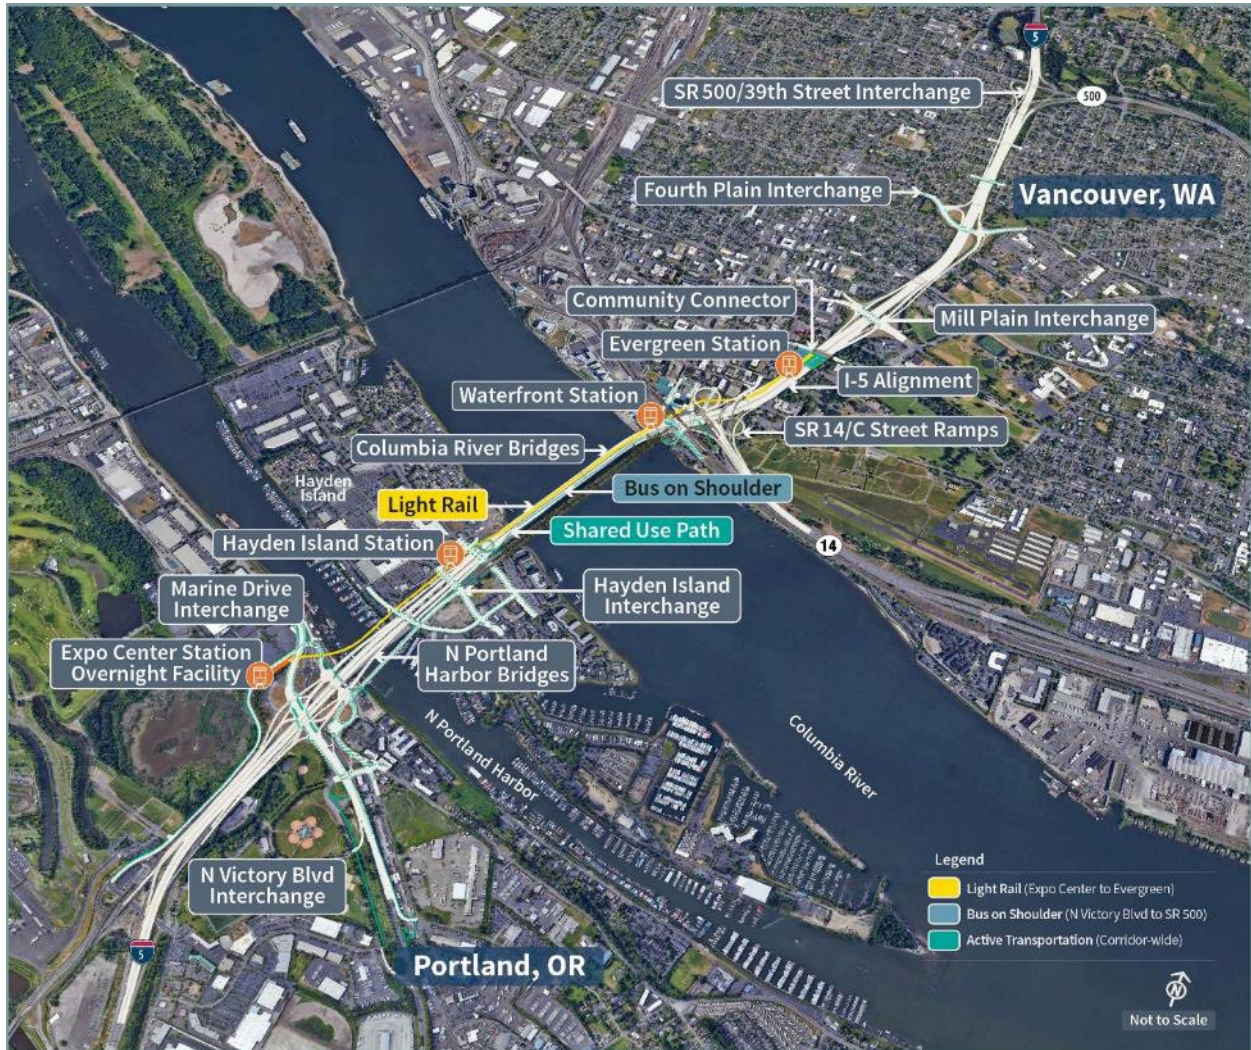 5
SR 500/39th Street Interchange
500
Fourth Plain Interchange
Vancouver, WA
Community Connector
Mill Plain Interchange
Evergreen Station
I-5 Alignment
Waterfront Station
SR 14/C Street Ramps
Columbia River Bridges
Hayden
Island
Bus on Shoulder
Light Rail
Shared Use Path
14
Hayden Island Station
Marine Drive
Interchange
Hayden Island
Interchange
Expo Center Station
Overnight Facility
N Portland
Harbor Bridges
N Portland Harbor
Columbia River
N Victory Blvd
Interchange
Legend
Light Rail (Expo Center to Evergreen)
Bus on Shoulder (N Victory Blvd to SR 500)
Active Transportation (Corridor-wide)
5
Portland, OR
N
Not to Scale